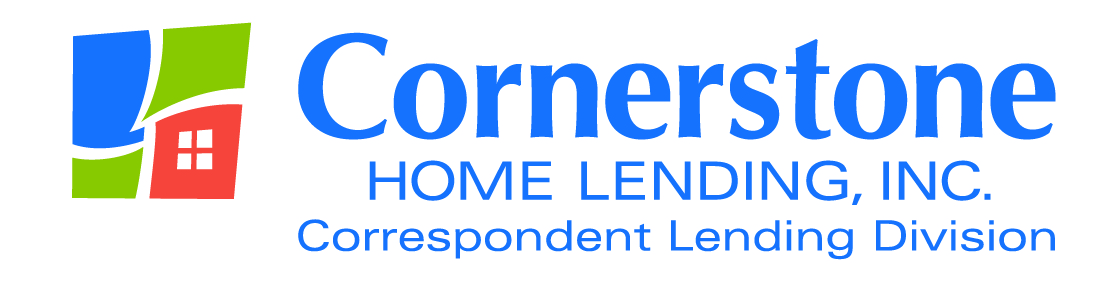 Cornerstone
HOME LENDING, INC.
Correspondent Lending Division